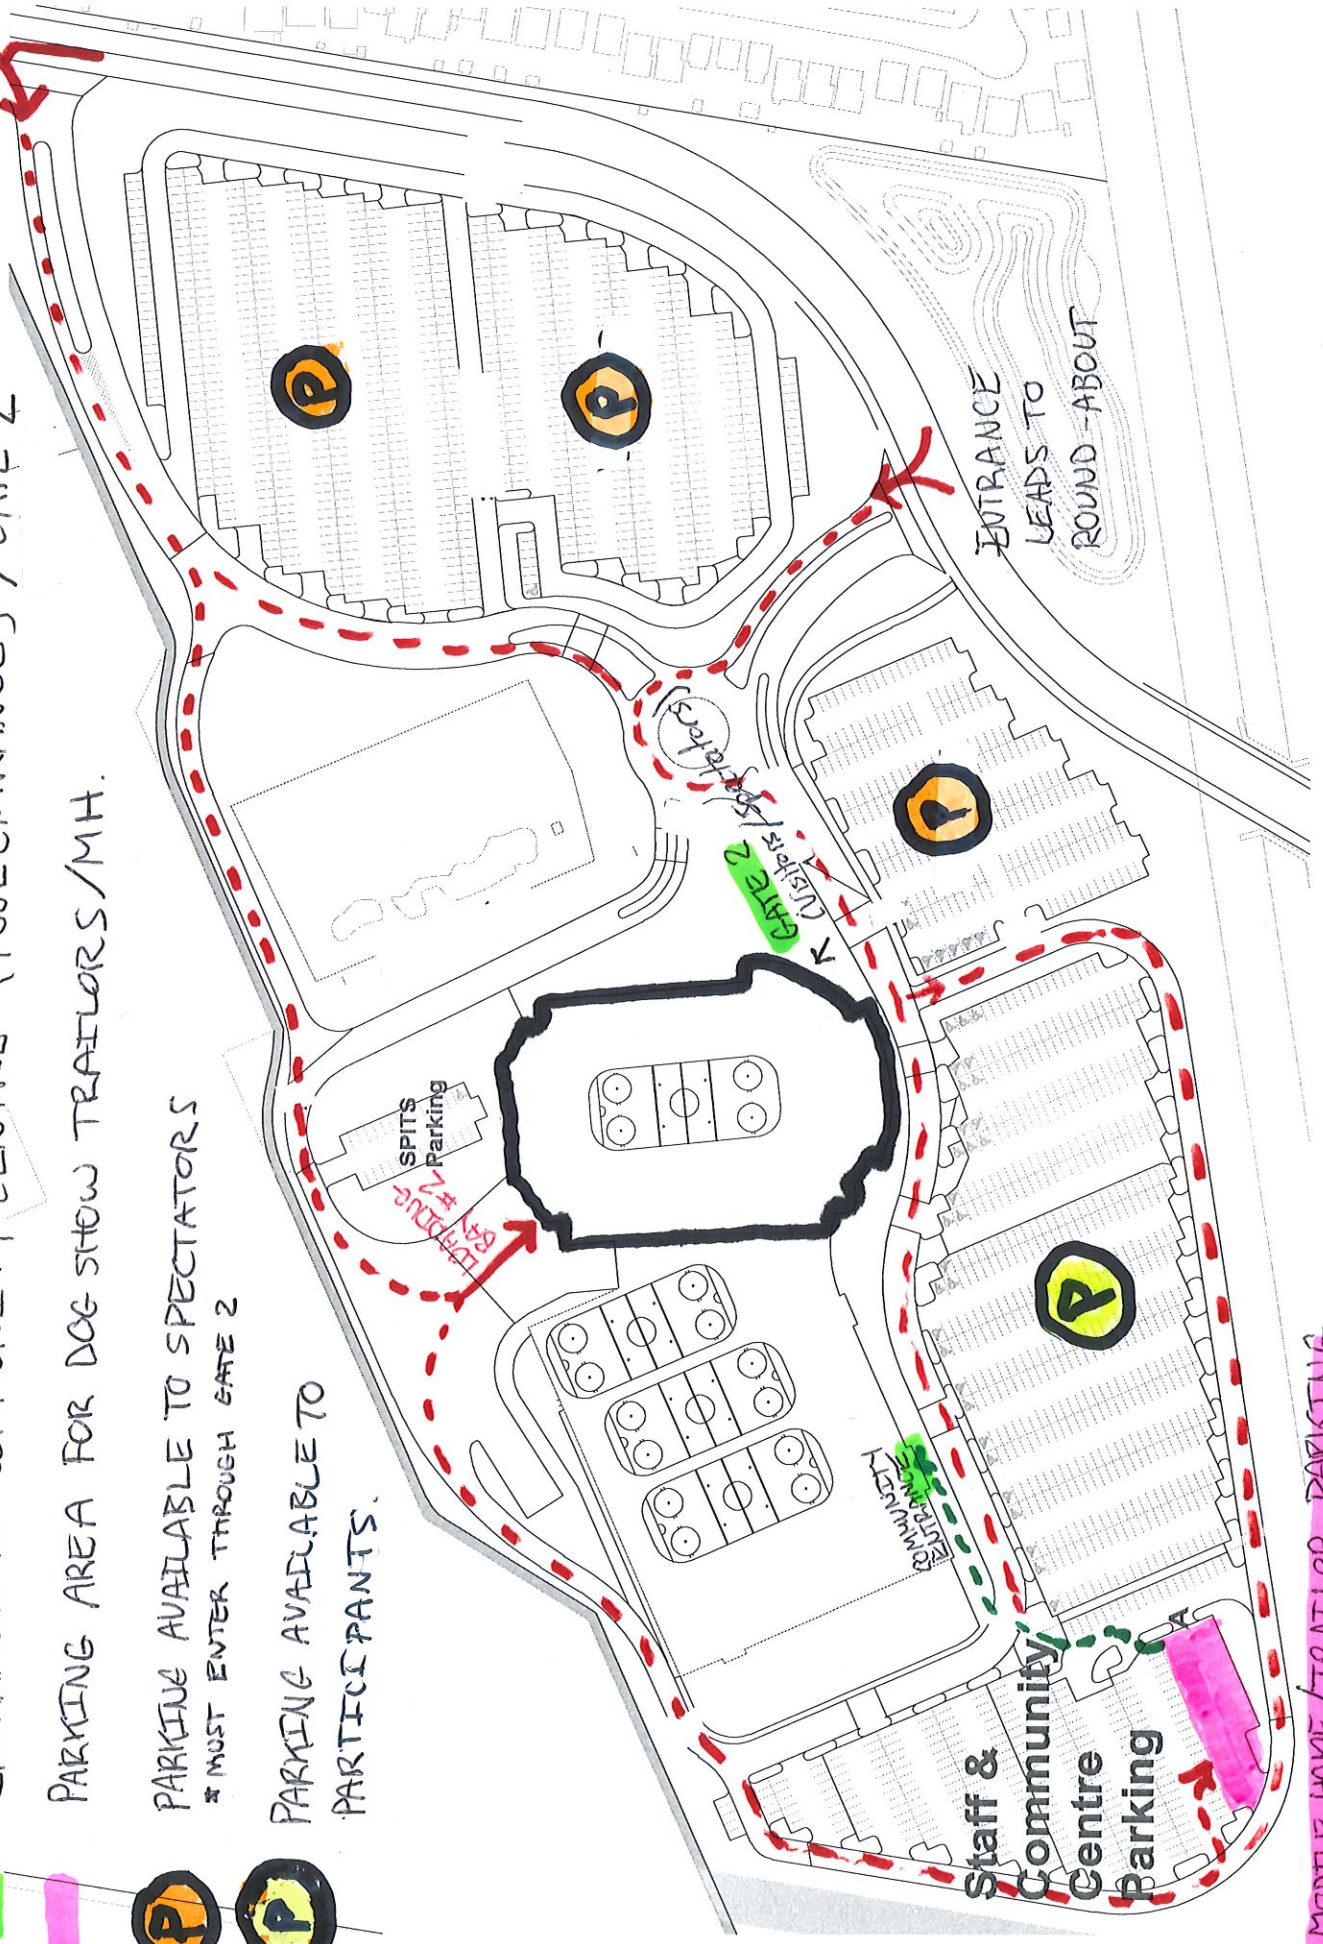 PARKING AREA FOR DOG SHOW TRAILORS/MH.
P
PARKING AVAILABLE TO SPECTATORS
* MUST ENTER THROUGH GATE 2
P
PARKING AVAILABLE TO
PARTICIPANTS.
SPITS
Parking
LOADING
BAY #2
GATE 2 -
(Visitors/spectators)
COMMUNITY
ENTRANCE
Staff &
Community
Centre
Parking
A
P
P
P
P
ENTRANCE
LEADS TO
ROUND-ABOUT